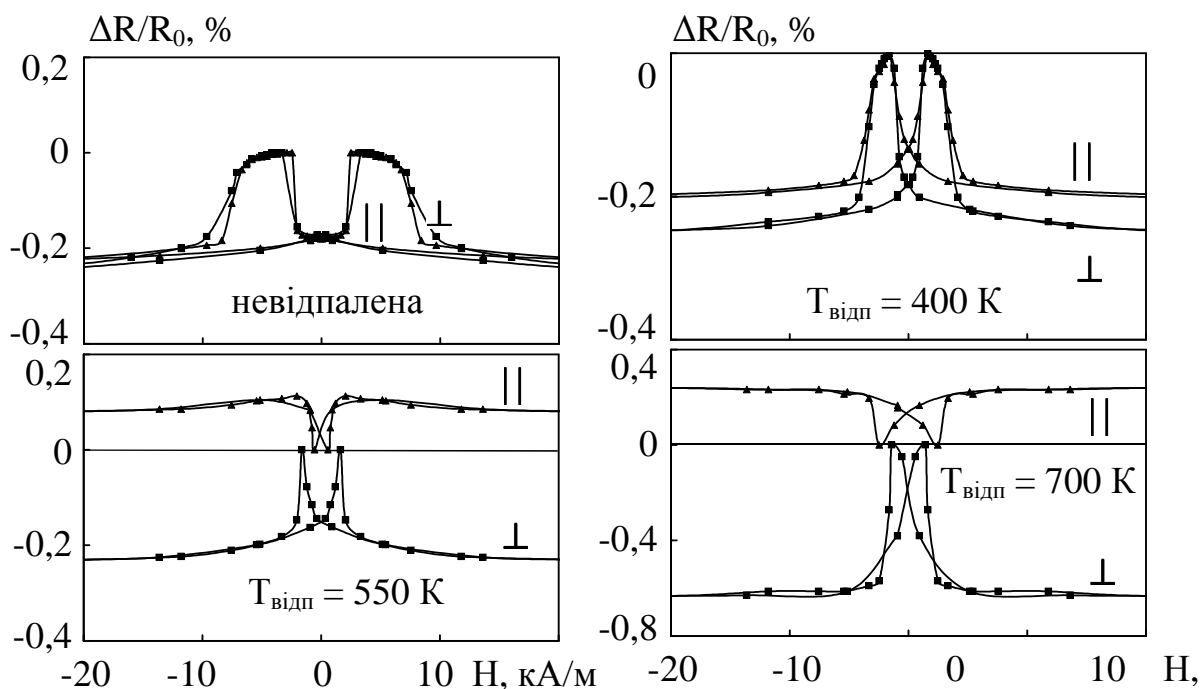 ΔR/R₀, %
0,2
0
-0,2
-0,4
|| ⊥
невідпалена
ΔR/R₀, %
0
-0,2
-0,4
||
⊥
Tвідп = 400 К
0,2
0
-0,2
-0,4
||
⊥
Tвідп = 550 К
-20 -10 0 10 Н, кА/м
0,4
0
-0,4
-0,8
||
Tвідп = 700 К
⊥
-20 -10 0 10 Н,